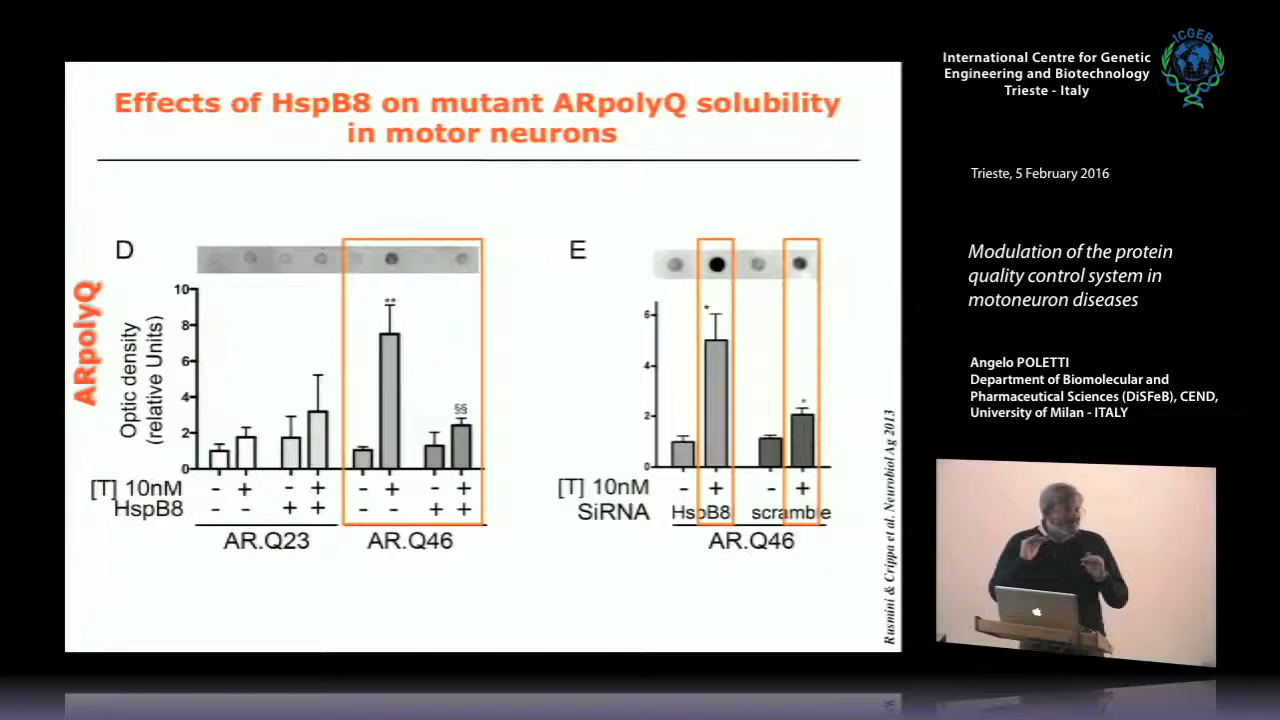 Effects of HspB8 on mutant ARpolyQ solubility
in motor neurons
ARpolyQ
D
Optic density
(relative Units)
10
8
6
4
2
0
**
§§
[T] 10nM - + - + - + - +
HspB8 - - + + - - + +
AR.Q23 AR.Q46
E
6
4
2
0
*
*
[T] 10nM - + - +
SiRNA HspB8 scramble
AR.Q46
Rusmini & Crippa et al. Neurobiol Ag 2013
International Centre for Genetic
Engineering and Biotechnology
Trieste - Italy
ICGEB
Trieste, 5 February 2016
Modulation of the protein
quality control system in
motoneuron diseases
Angelo POLETTI
Department of Biomolecular and
Pharmaceutical Sciences (DiSFeB), CEND,
University of Milan - ITALY